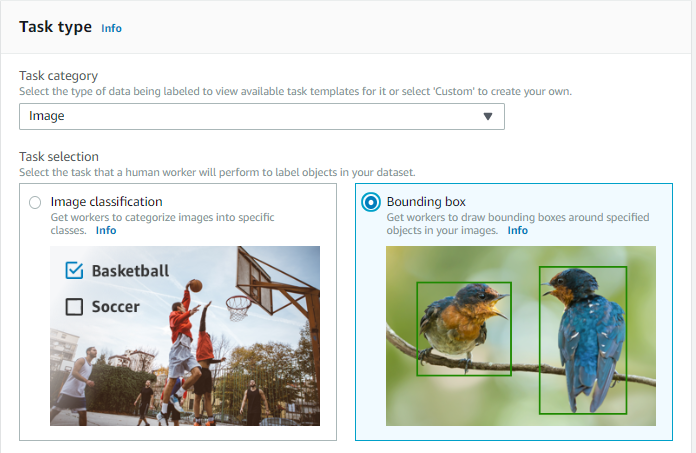 Task type Info
Task category
Select the type of data being labeled to view available task templates for it or select 'Custom' to create your own.
Image
Task selection
Select the task that a human worker will perform to label objects in your dataset.
Image classification
Get workers to categorize images into specific
classes. Info
Basketball
Soccer
Bounding box
Get workers to draw bounding boxes around specified
objects in your images. Info